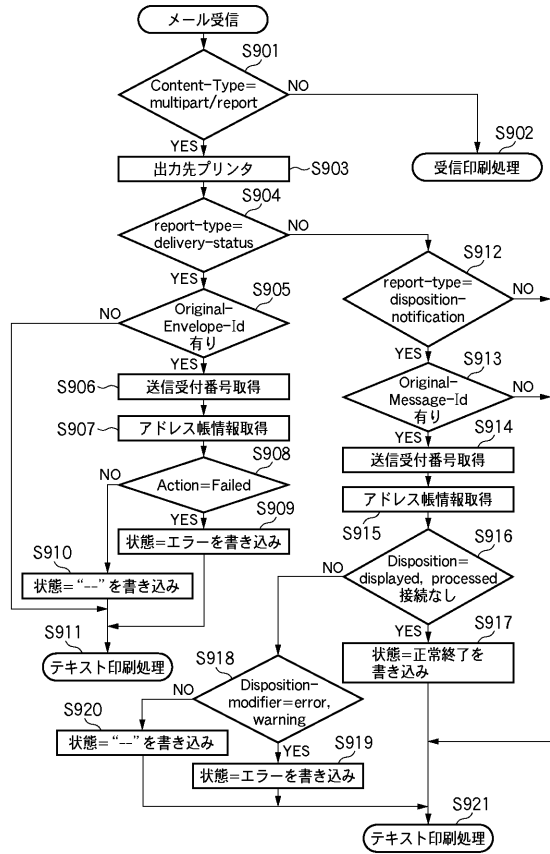 メール受信
S901
Content-Type=
multipart/report
NO
YES
S902
受信印刷処理
出力先プリンタ
S903
S904
report-type=
delivery-status
NO
YES
S912
report-type=
disposition-
notification
NO
YES
S905
Original-
Envelope-Id
有り
NO
YES
S913
Original-
Message-Id
有り
NO
YES
S906
送信受付番号取得
S914
送信受付番号取得
S907
アドレス帳情報取得
アドレス帳情報取得
S915
S908
Action=Failed
NO
YES
S909
状態=エラーを書き込み
S916
Disposition=
displayed, processed
接続なし
NO
YES
S910
状態=“--”を書き込み
S917
状態=正常終了を
書き込み
S911
テキスト印刷処理
S918
Disposition-
modifier=error,
warning
NO
YES
S920
状態=“--”を書き込み
S919
状態=エラーを書き込み
S921
テキスト印刷処理